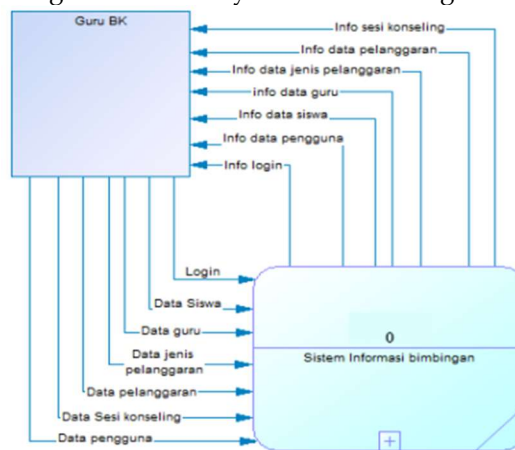 Guru BK
Info sesi konseling
Info data pelanggaran
Info data jenis pelanggaran
info data guru
Info data siswa
Info data pengguna
Info login
Login
Data Siswa
Data guru
Data jenis
pelanggaran
Data pelanggaran
Data Sesi konseling
Data pengguna
0
Sistem Informasi bimbingan